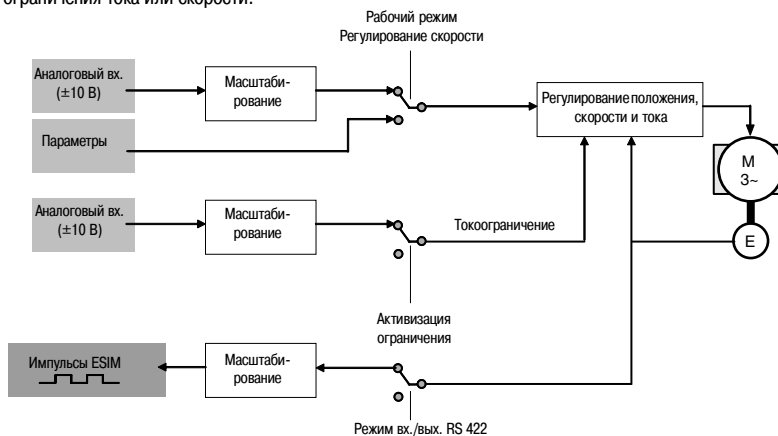 ограничения тока или скорости.
Рабочий режим
Регулирование скорости
Аналоговый вх.
(±10 В)
Масштаби-
рование
Регулирование положения,
скорости и тока
Параметры
М
3~
Аналоговый вх.
(±10 В)
Масштаби-
рование
Токоограничение
E
Активизация
ограничения
Импульсы ESIM
Масштаби-
рование
Режим вх./вых. RS 422